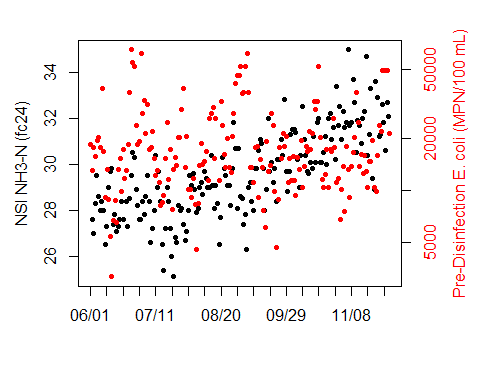 NSI NH3-N (fc24)
34
32
30
28
26
50000
20000
5000
Pre-Disinfection E. coli (MPN/100 mL)
06/01 07/11 08/20 09/29 11/08